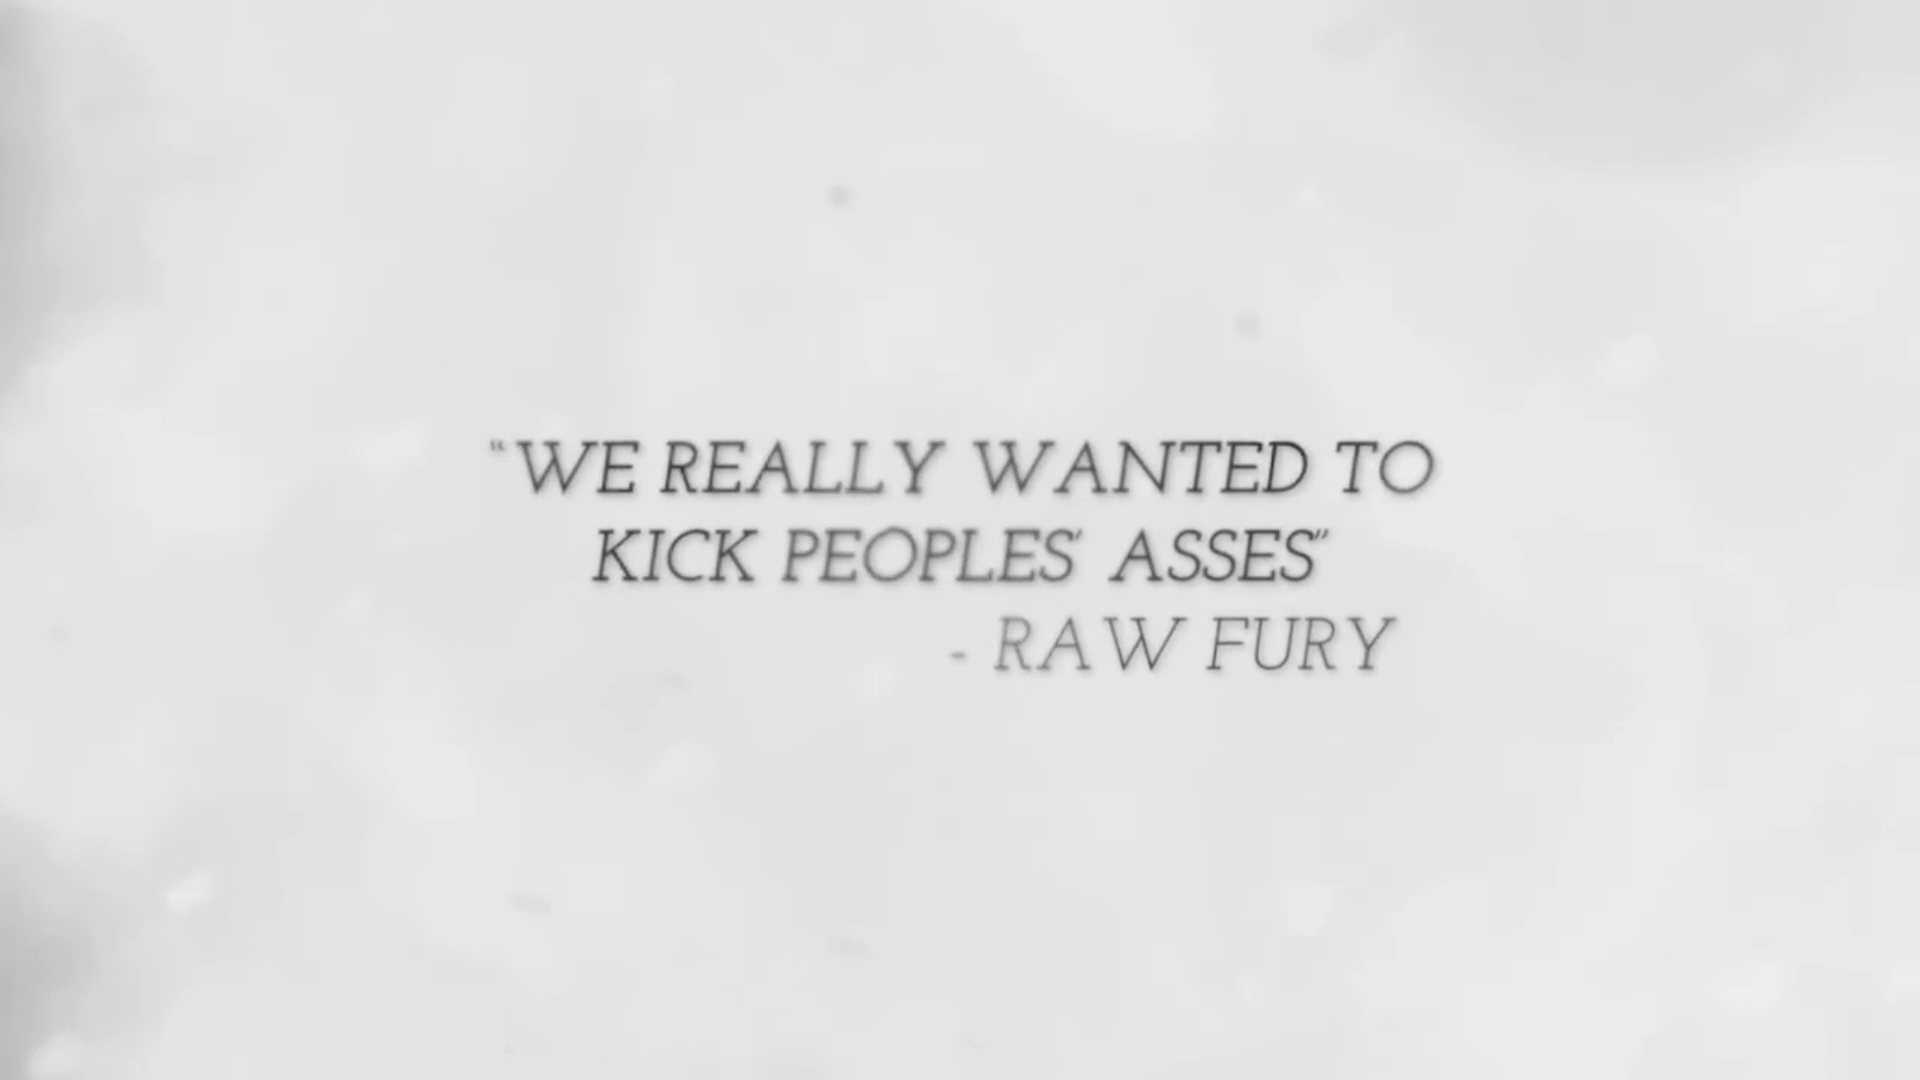 “WE REALLY WANTED TO
KICK PEOPLES’ ASSES”
- RAW FURY